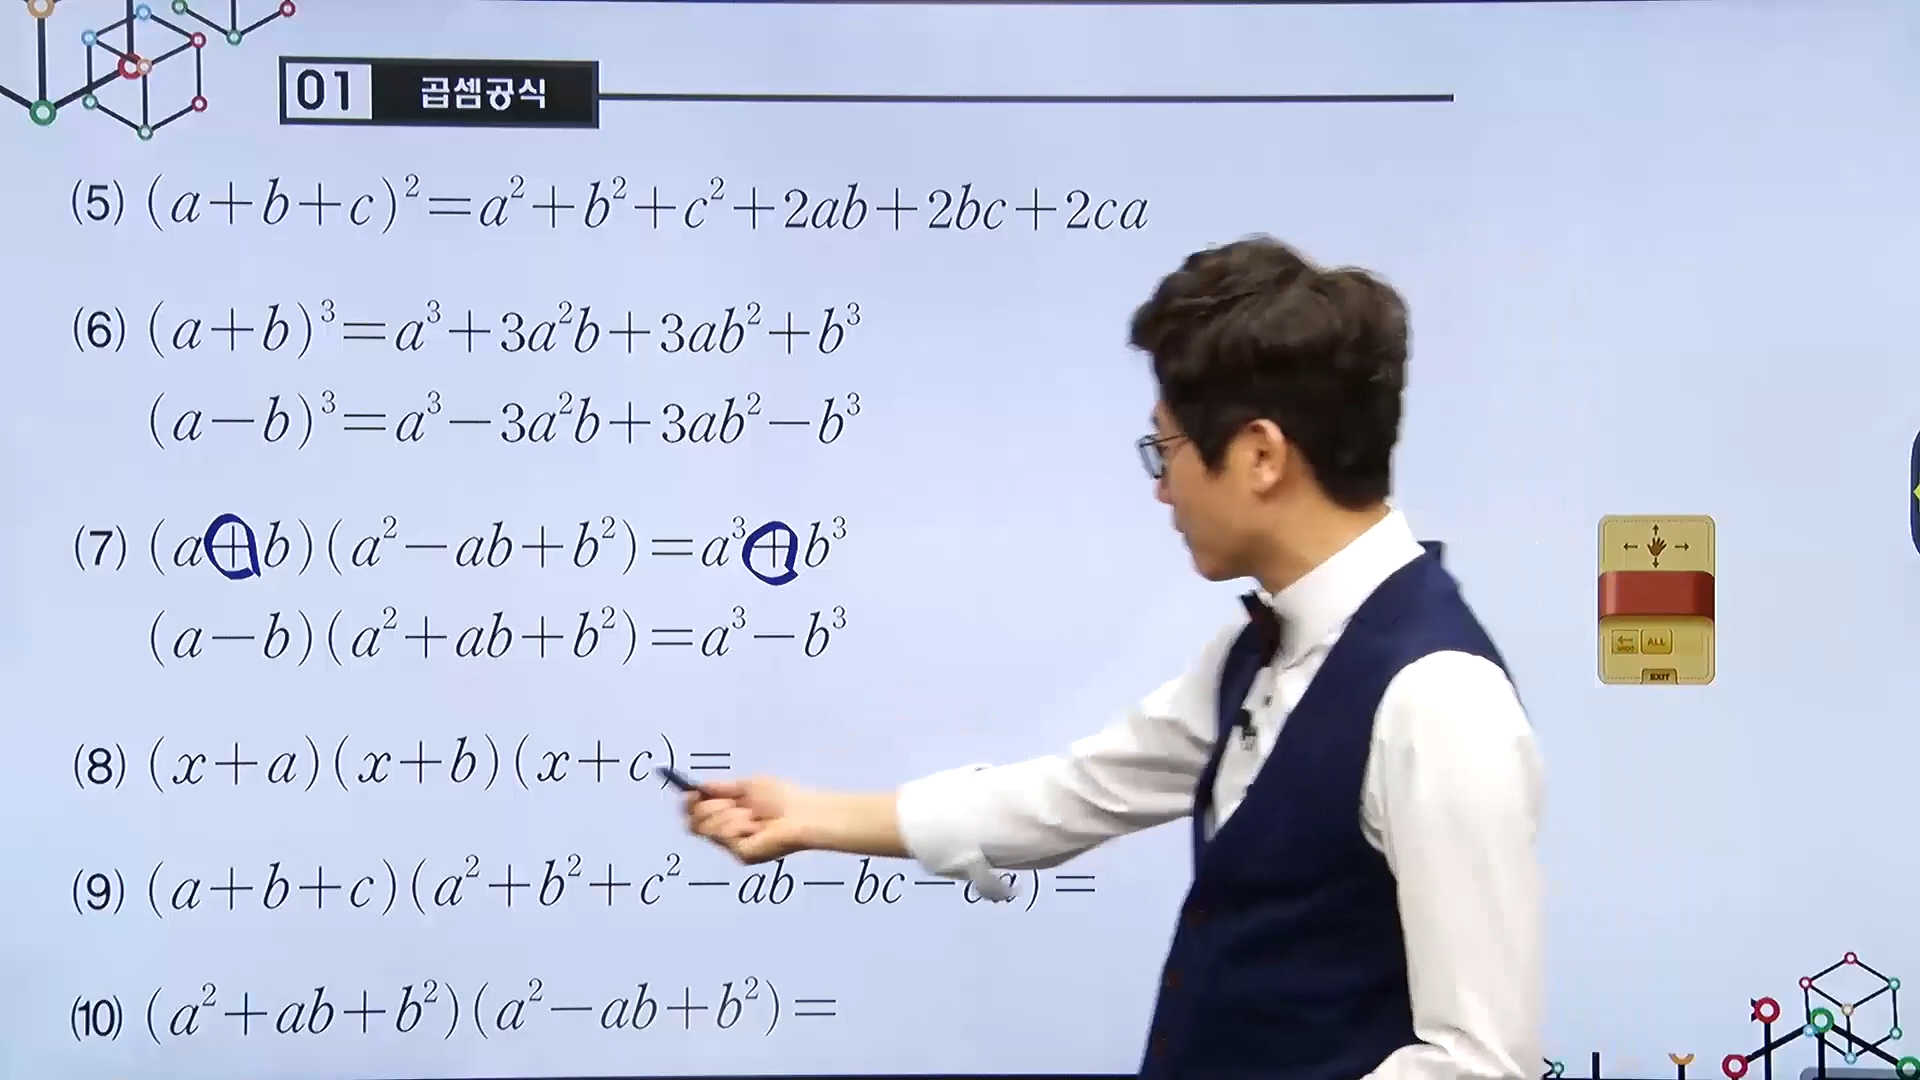 01 곱셈공식
(5) (a+b+c)²=a²+b²+c²+2ab+2bc+2ca
(6) (a+b)³=a³+3a²b+3ab²+b³
(a−b)³=a³−3a²b+3ab²−b³
(7) (a+b)(a²−ab+b²)=a³+b³
(a−b)(a²+ab+b²)=a³−b³
ALL
EXIT
(8) (x+a)(x+b)(x+c)=
(9) (a+b+c)(a²+b²+c²−ab−bc−ca)=
(10) (a²+ab+b²)(a²−ab+b²)=